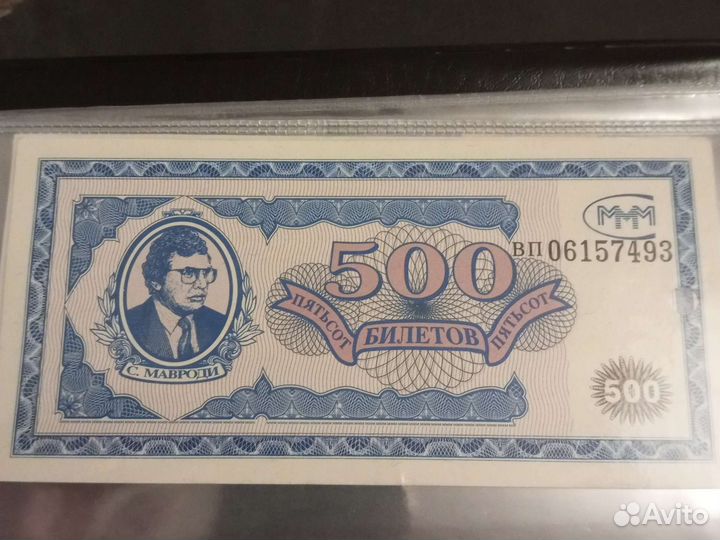 МММ
ВП 06157493
500
ПЯТЬСОТ БИЛЕТОВ ПЯТЬСОТ
С. МАВРОДИ
500
Avito